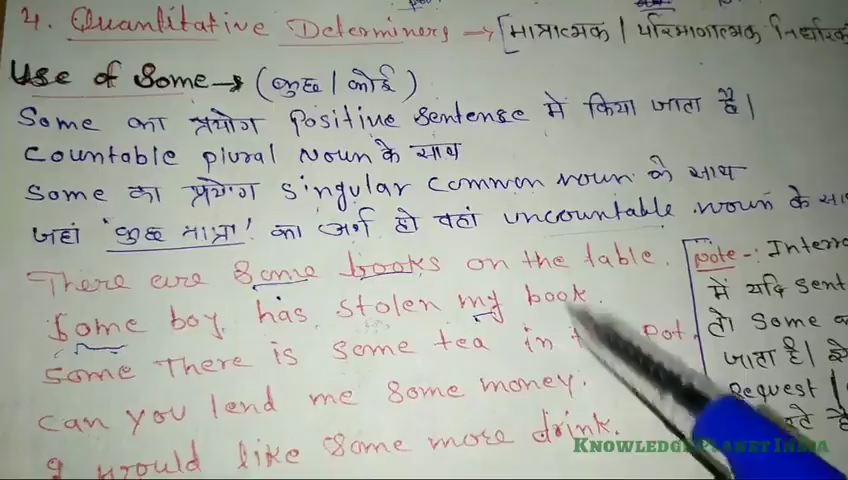 4. Quantitative Determiners → [मात्रात्मक / परिमाणात्मक निर्धारक
Use of Some → (कुछ / कोई)
Some का प्रयोग Positive Sentense में किया जाता है।
Countable plural Noun के साथ
Some का प्रयोग singular common noun के साथ
जहां 'कुछ मात्रा' का अर्थ हो वहां uncountable noun के
There are Some books on the table.
Some boy has stolen my book.
Some There is some tea in Pot.
Can you lend me Some money.
I would like Some more drink.
Note -: Interro
में यदि Sent
तो Some
जाता है।
Request /
KNOWLEDGE PLANET INDIA